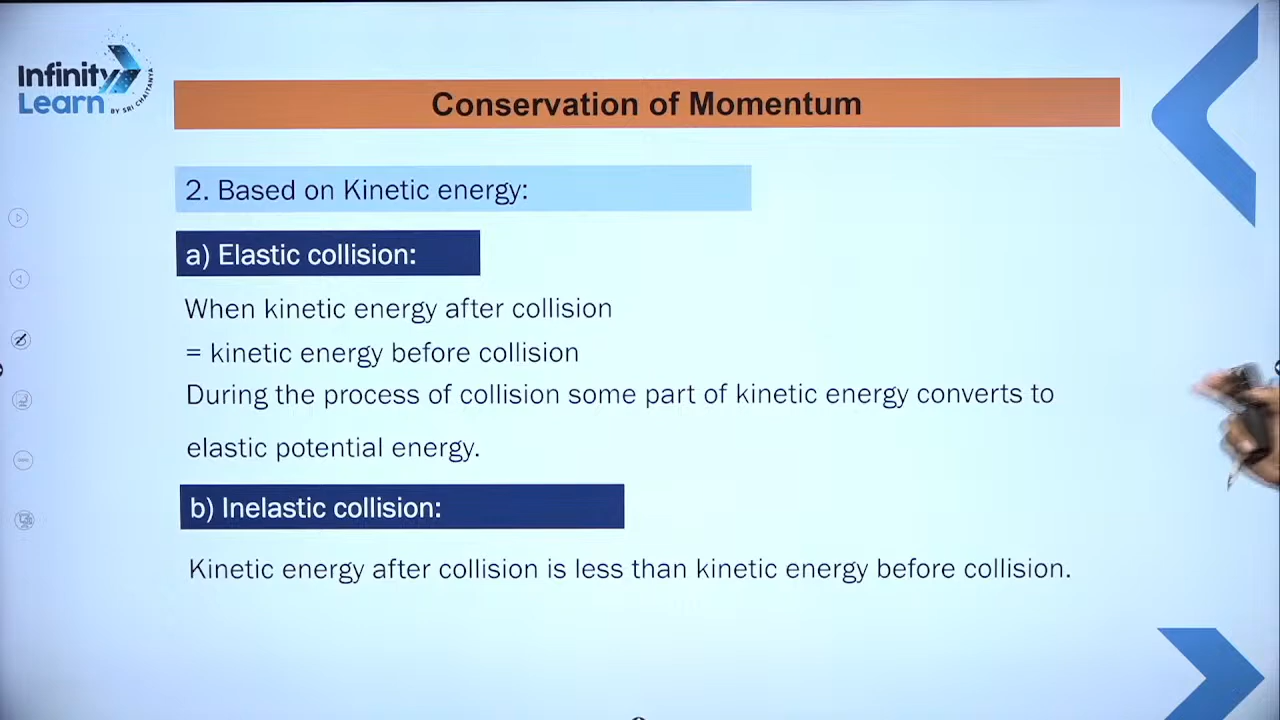 Infinity
Learn
BY SRI CHAITANYA
Conservation of Momentum
2. Based on Kinetic energy:
a) Elastic collision:
When kinetic energy after collision
= kinetic energy before collision
During the process of collision some part of kinetic energy converts to
elastic potential energy.
b) Inelastic collision:
Kinetic energy after collision is less than kinetic energy before collision.